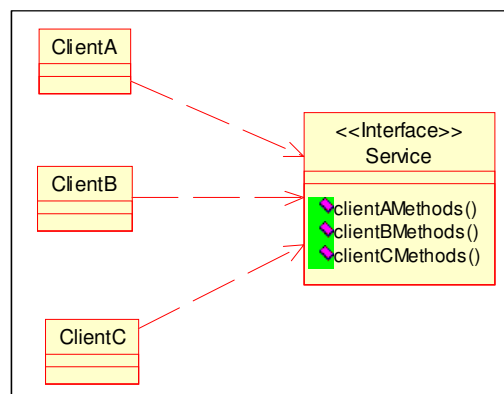 ClientA
<<Interface>>
Service
ClientB
clientAMethods()
clientBMethods()
clientCMethods()
ClientC